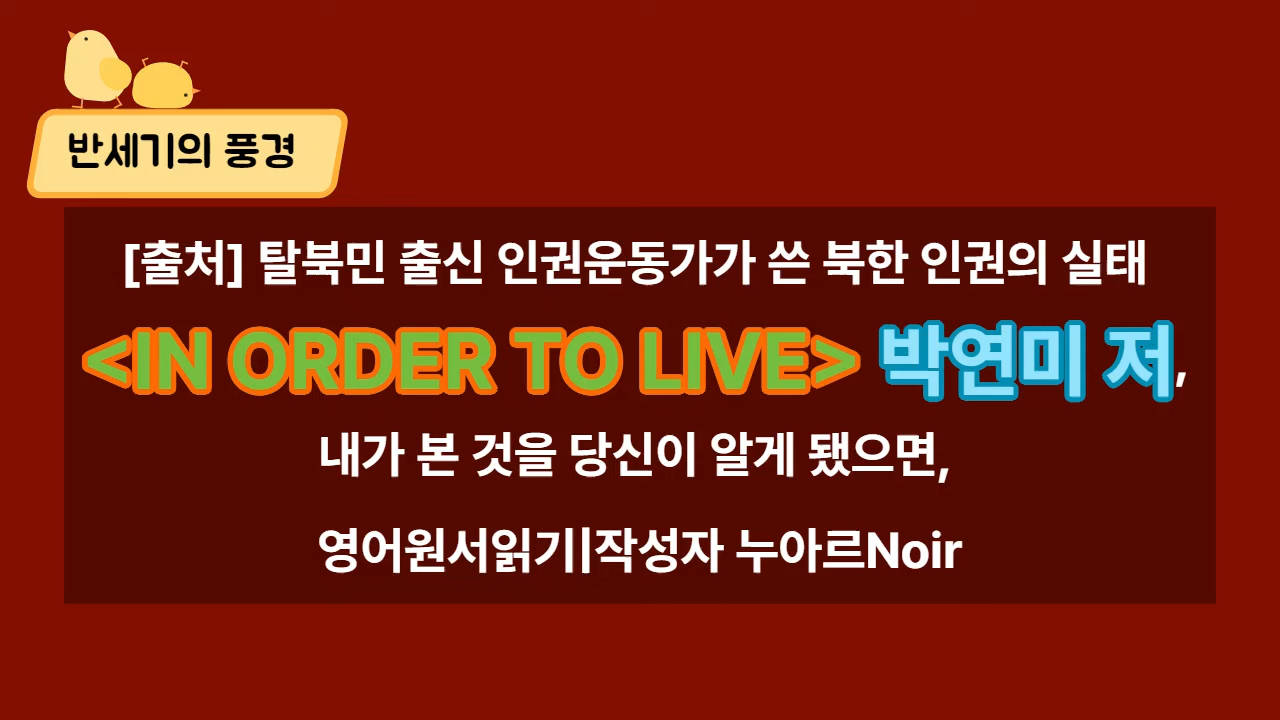 반세기의 풍경
[출처] 탈북민 출신 인권운동가가 쓴 북한 인권의 실태
<IN ORDER TO LIVE> 박연미 저,
내가 본 것을 당신이 알게 됐으면,
영어원서읽기|작성자 누아르Noir